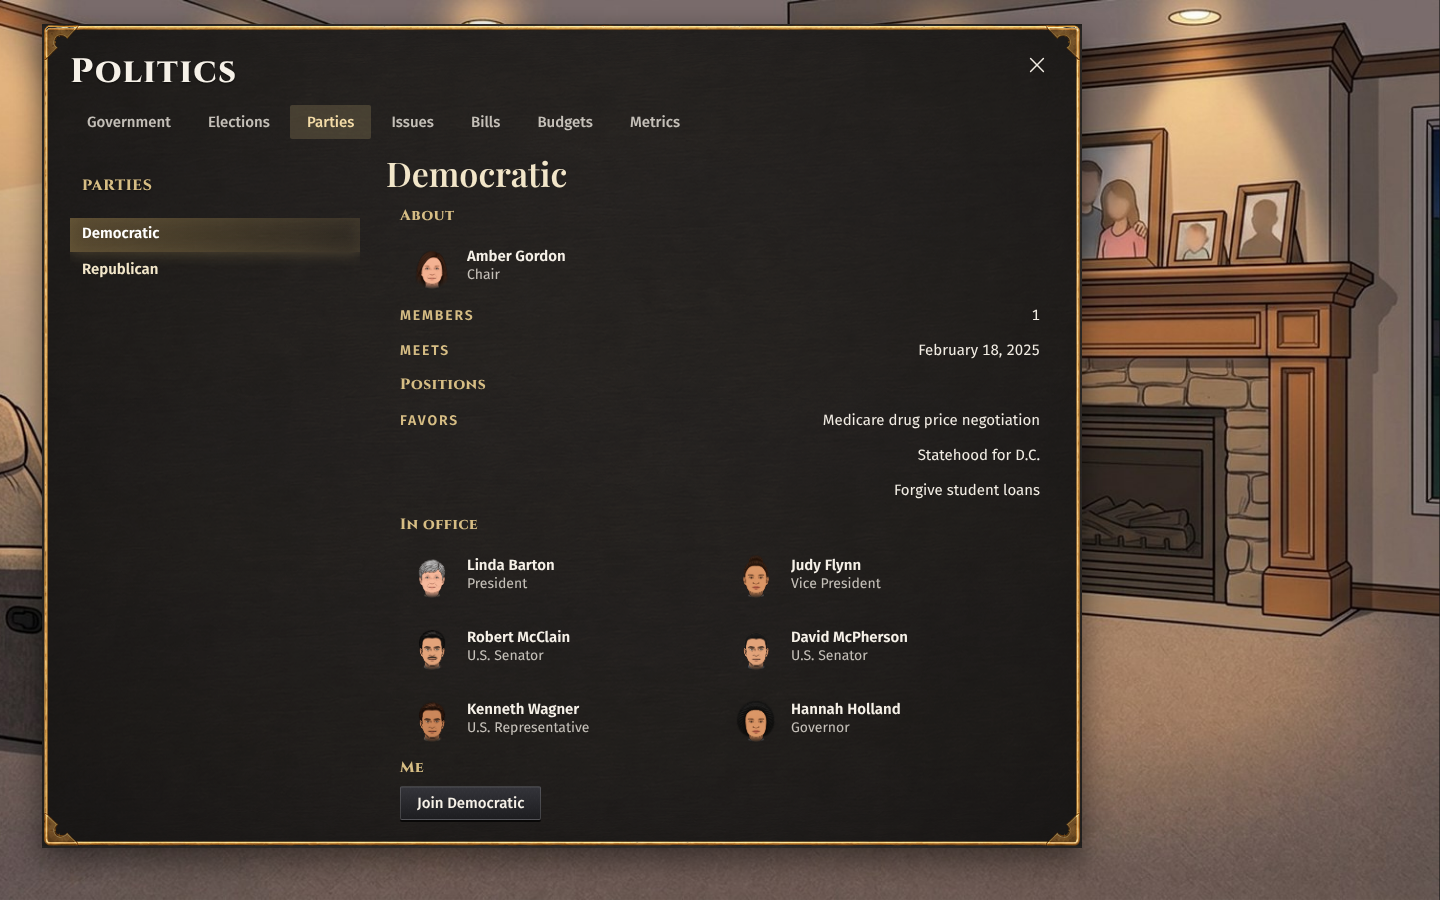 Politics
Government
Elections
Parties
Issues
Bills
Budgets
Metrics
PARTIES
Democratic
Republican
Democratic
About
Amber Gordon
Chair
MEMBERS 1
MEETS February 18, 2025
Positions
FAVORS Medicare drug price negotiation
Statehood for D.C.
Forgive student loans
In office
Linda Barton
President
Judy Flynn
Vice President
Robert McClain
U.S. Senator
David McPherson
U.S. Senator
Kenneth Wagner
U.S. Representative
Hannah Holland
Governor
Me
Join Democratic